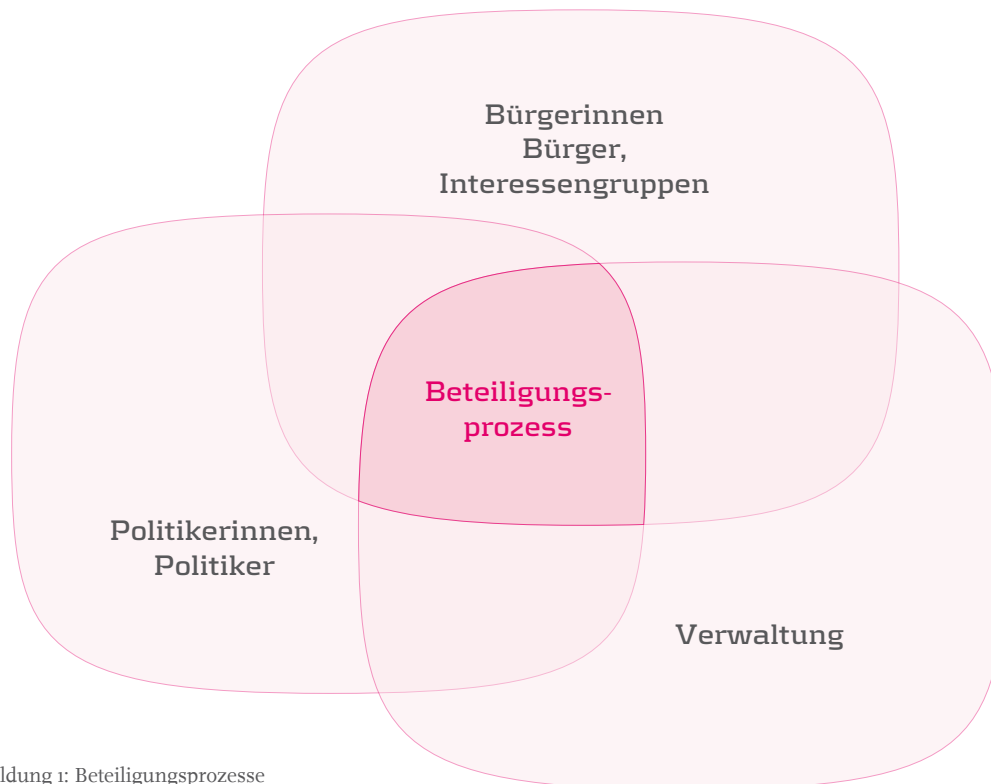 Bürgerinnen
Bürger,
Interessengruppen
Beteiligungs-
prozess
Politikerinnen,
Politiker
Verwaltung
ldung 1: Beteiligungsprozesse